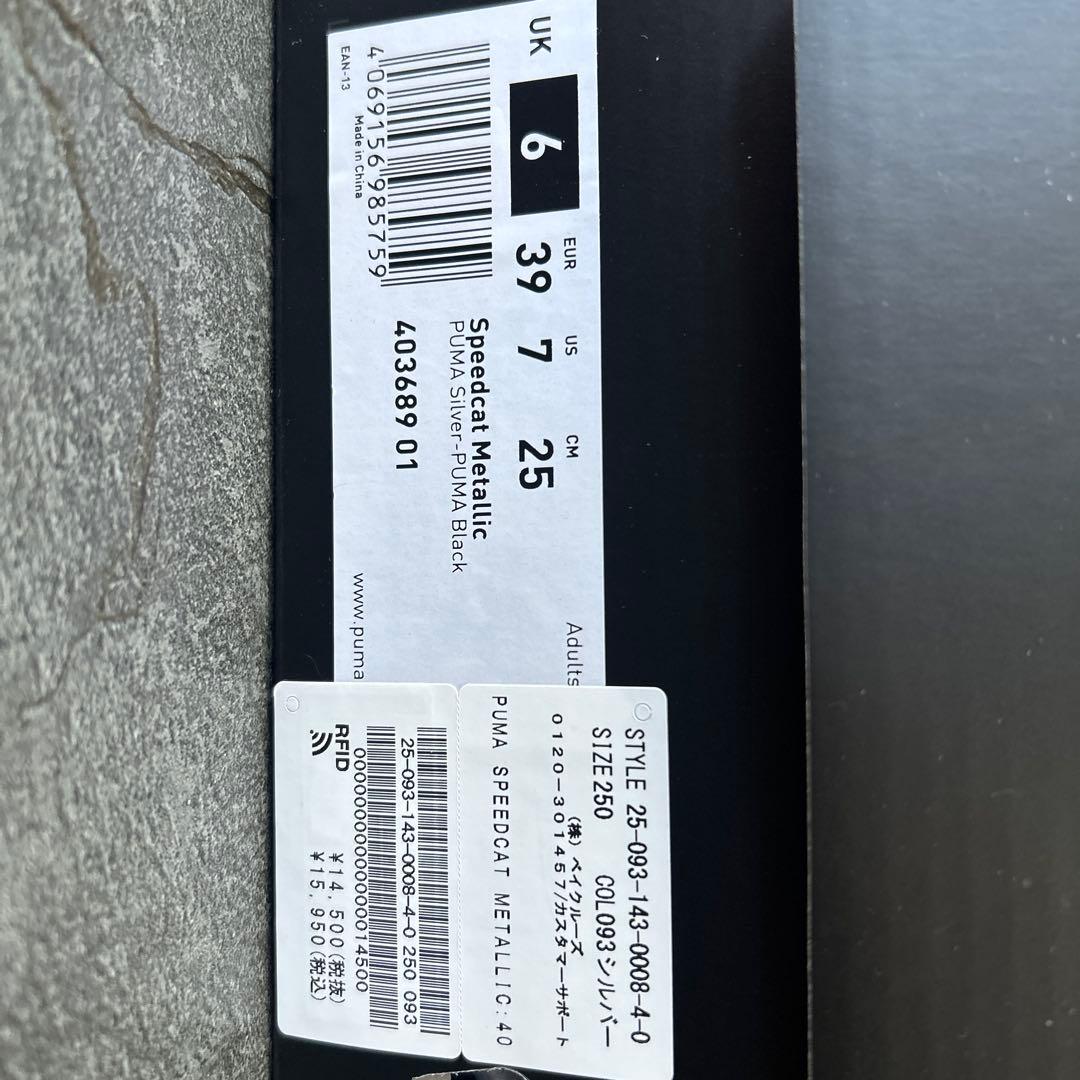 UK EUR US CM
6 39 7 25
Adults
Speedcat Metallic
PUMA Silver-PUMA Black
403689 01
4069156985759
EAN-13
Made in China
www.puma
STYLE 25-093-143-0008-4-0
SIZE250 COL093シルバー
(株)ベイクルーズ
0120-301457/カスタマーサポート
PUMA SPEEDCAT METALLIC:40
25-093-143-0008-4-0 250 093
RFID
¥14,500(税抜)
¥15,950(税込)